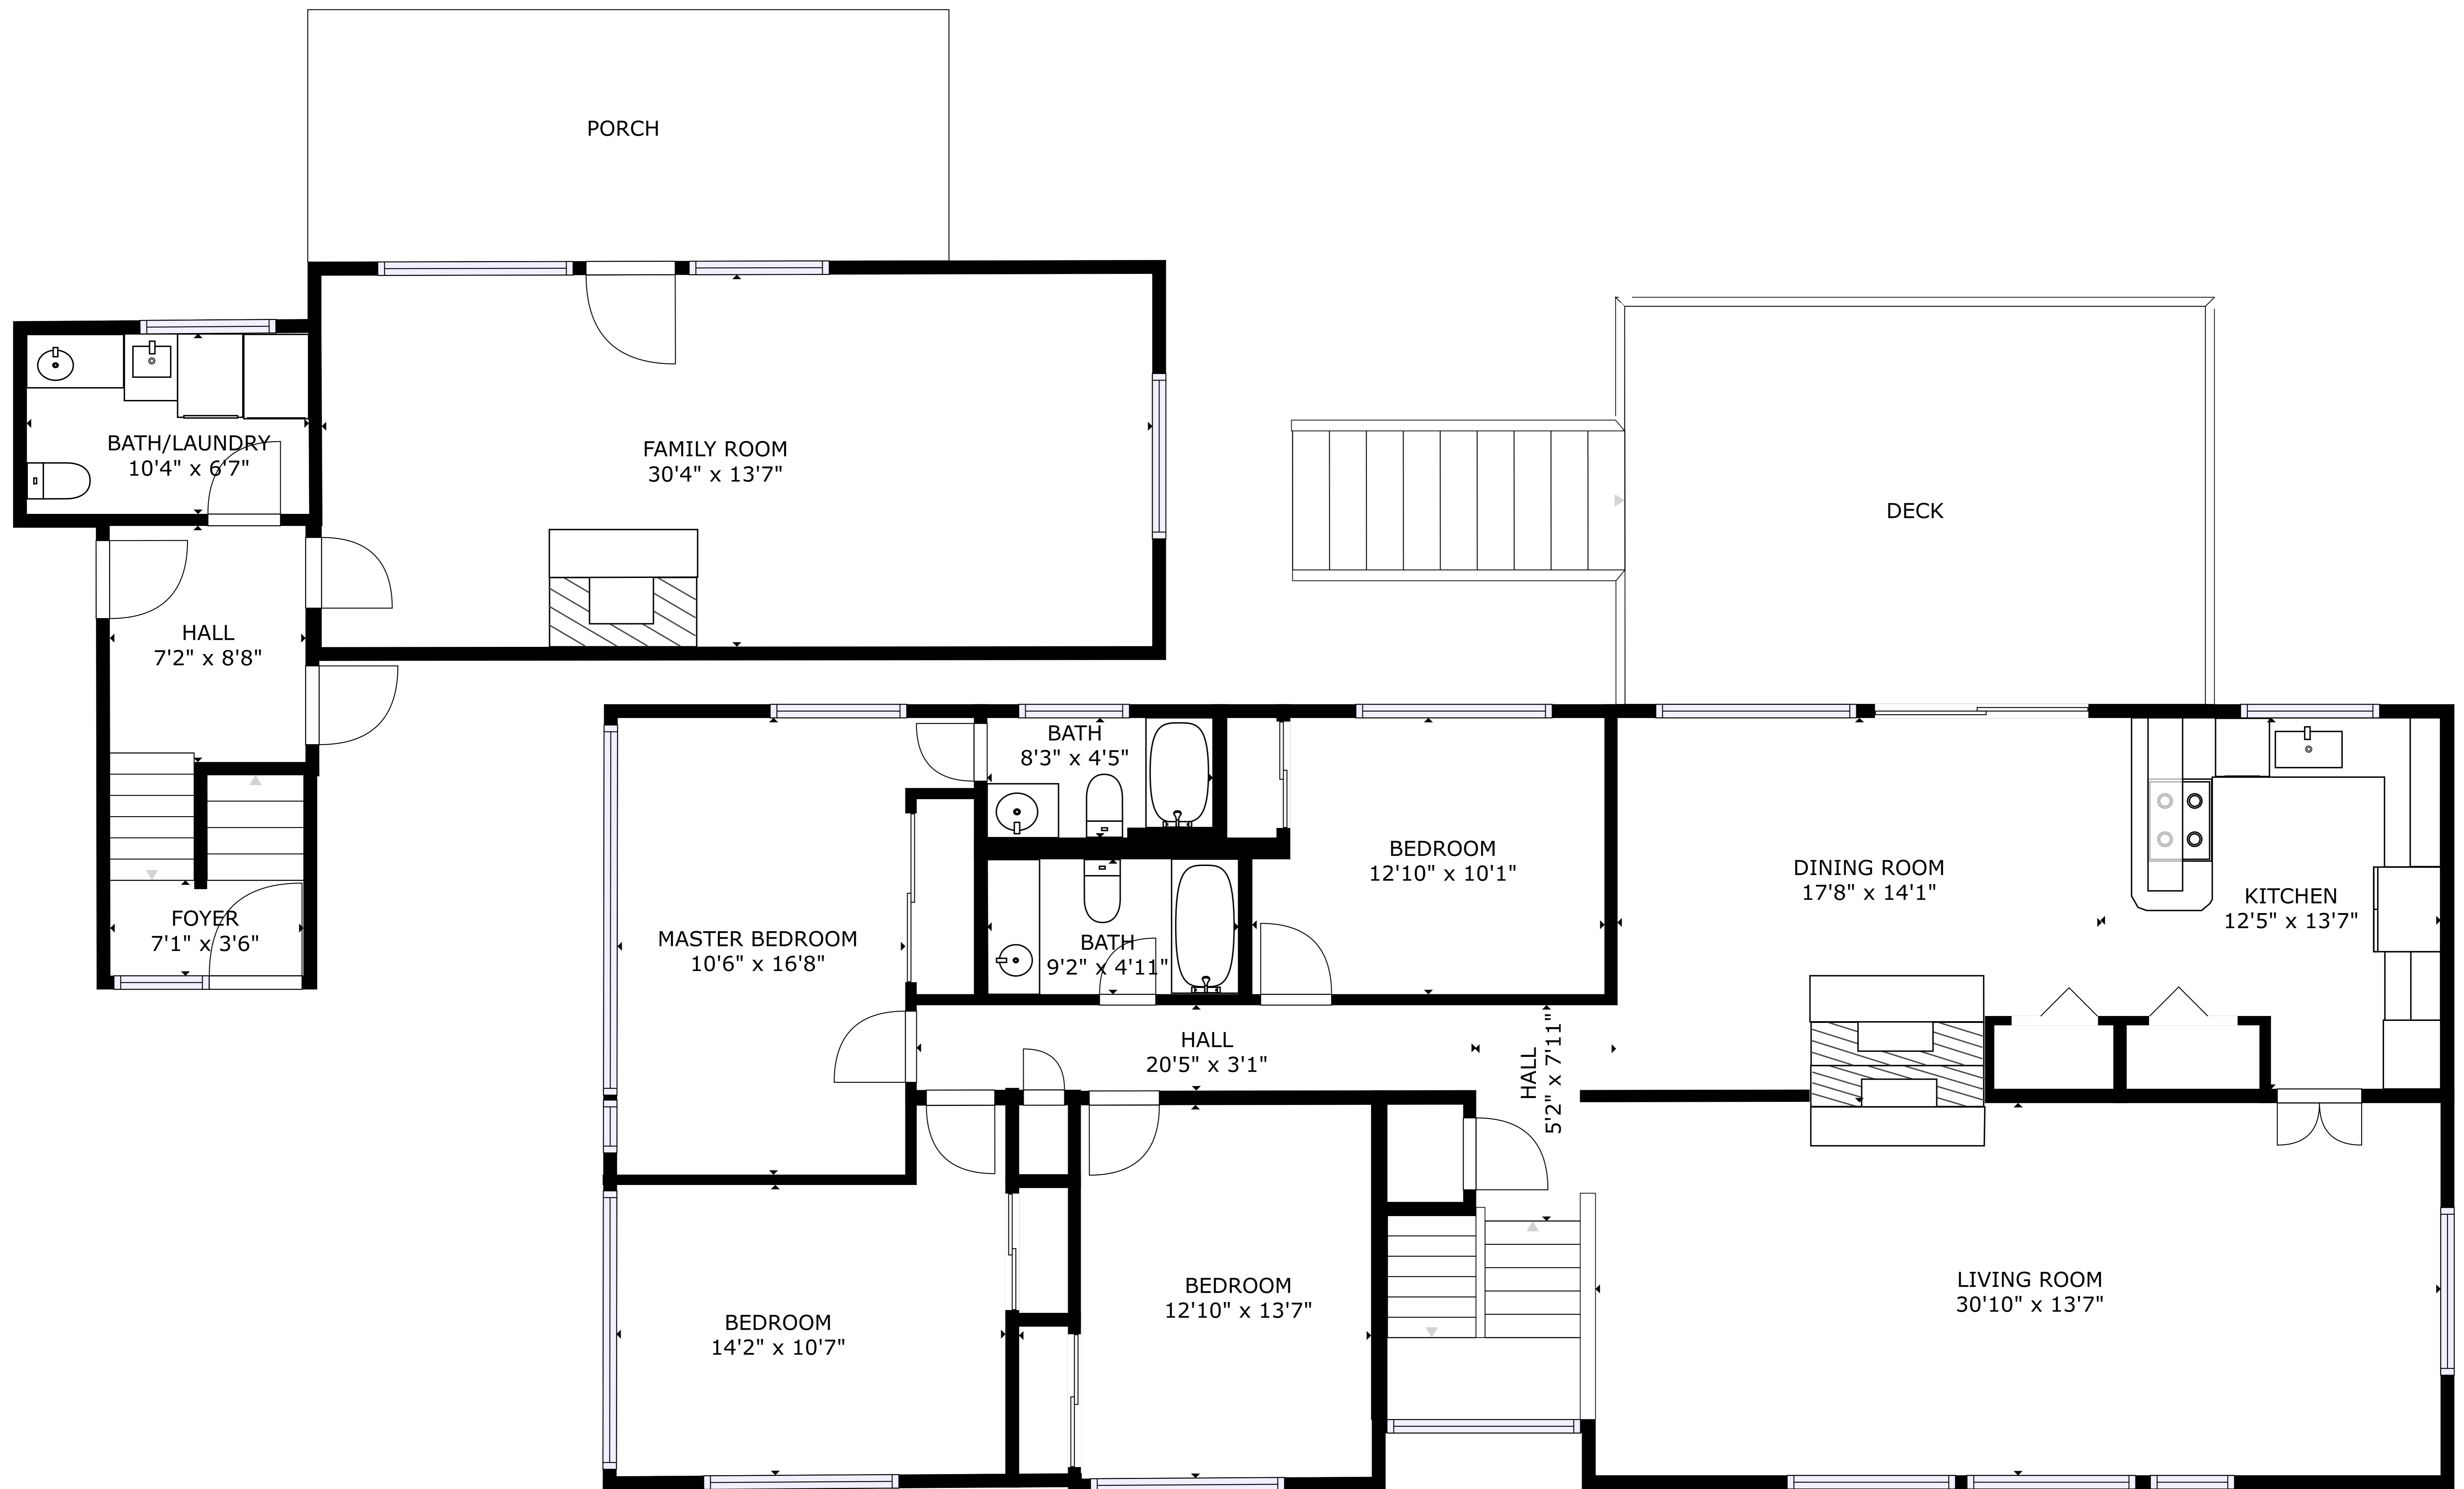 PORCH
FAMILY ROOM
30'4" x 13'7"
BATH/LAUNDRY
10'4" x 6'7"
HALL
7'2" x 8'8"
FOYER
7'1" x 3'6"
DECK
BATH
8'3" x 4'5"
BEDROOM
12'10" x 10'1"
DINING ROOM
17'8" x 14'1"
KITCHEN
12'5" x 13'7"
MASTER BEDROOM
10'6" x 16'8"
BATH
9'2" x 4'11"
HALL
20'5" x 3'1"
HALL
5'2" x 7'11"
BEDROOM
14'2" x 10'7"
BEDROOM
12'10" x 13'7"
LIVING ROOM
30'10" x 13'7"